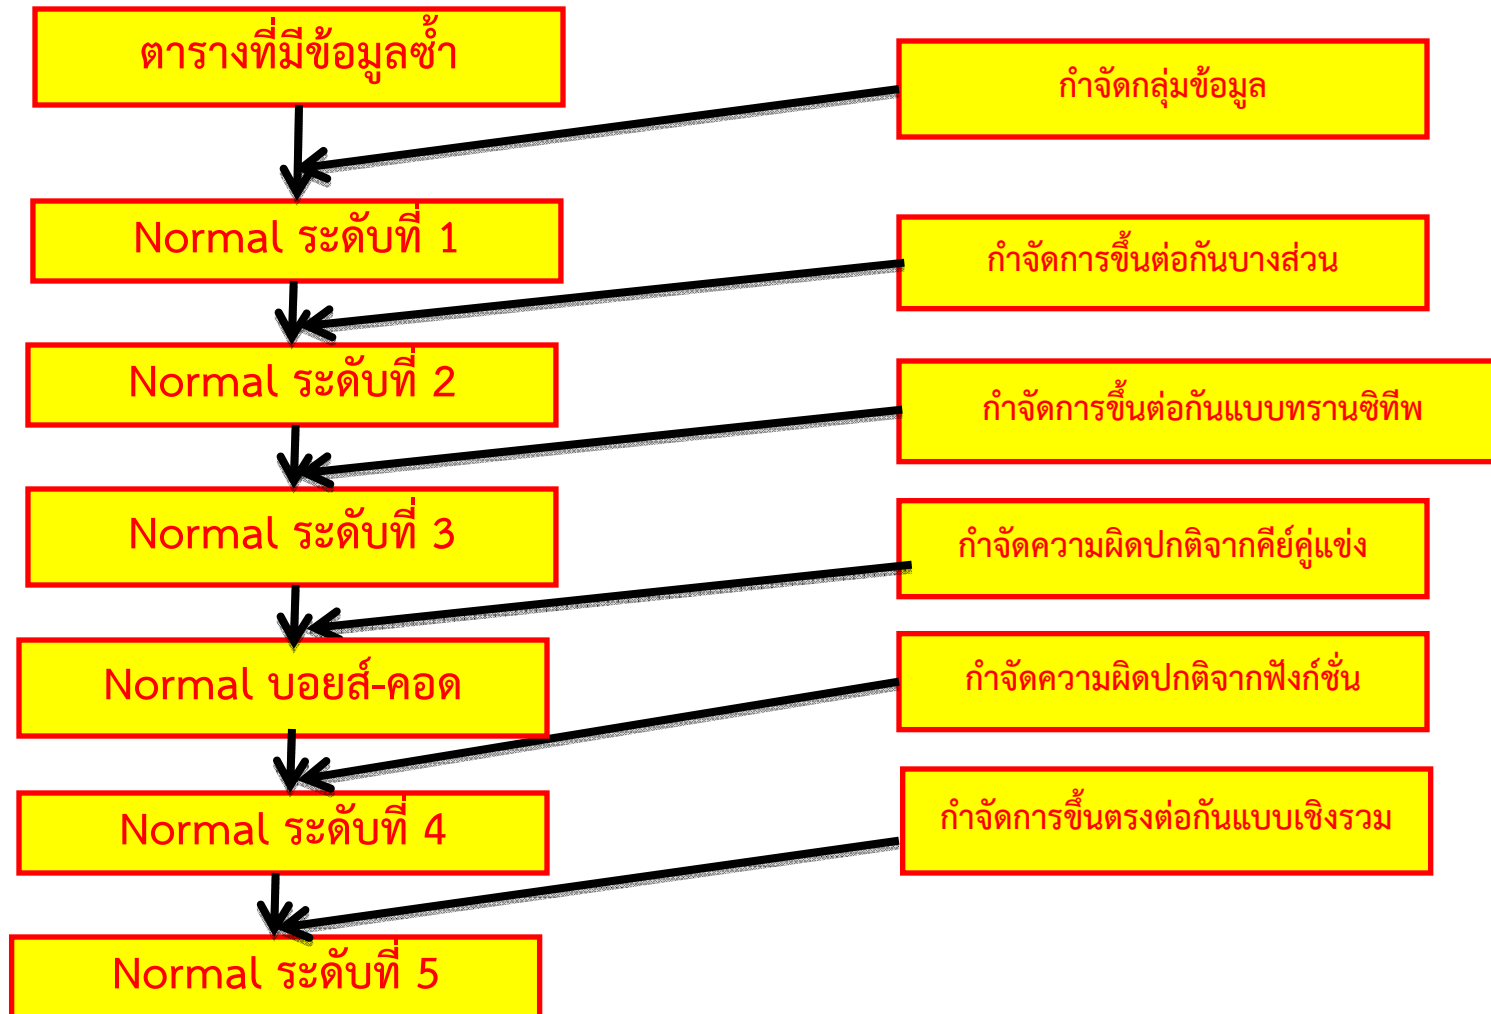 ตารางที่มีข้อมูลซ้ำ
กำจัดกลุ่มข้อมูล
Normal ระดับที่ 1
กำจัดการขึ้นต่อกันบางส่วน
Normal ระดับที่ 2
กำจัดการขึ้นต่อกันแบบทรานซิทีพ
Normal ระดับที่ 3
กำจัดความผิดปกติจากคีย์คู่แข่ง
Normal บอยส์-คอด
กำจัดความผิดปกติจากฟังก์ชั่น
Normal ระดับที่ 4
กำจัดการขึ้นตรงต่อกันแบบเชิงรวม
Normal ระดับที่ 5